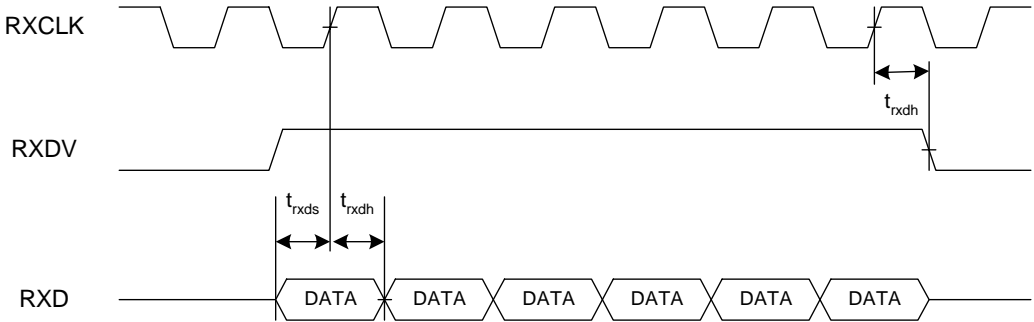 RXCLK
t_rxdh
RXDV
t_rxds t_rxdh
RXD DATA DATA DATA DATA DATA DATA